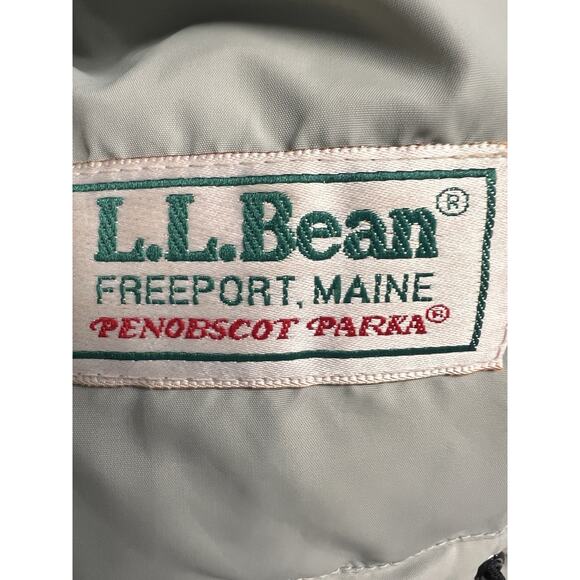 L.L.Bean®
FREEPORT, MAINE
PENOBSCOT PARKA®